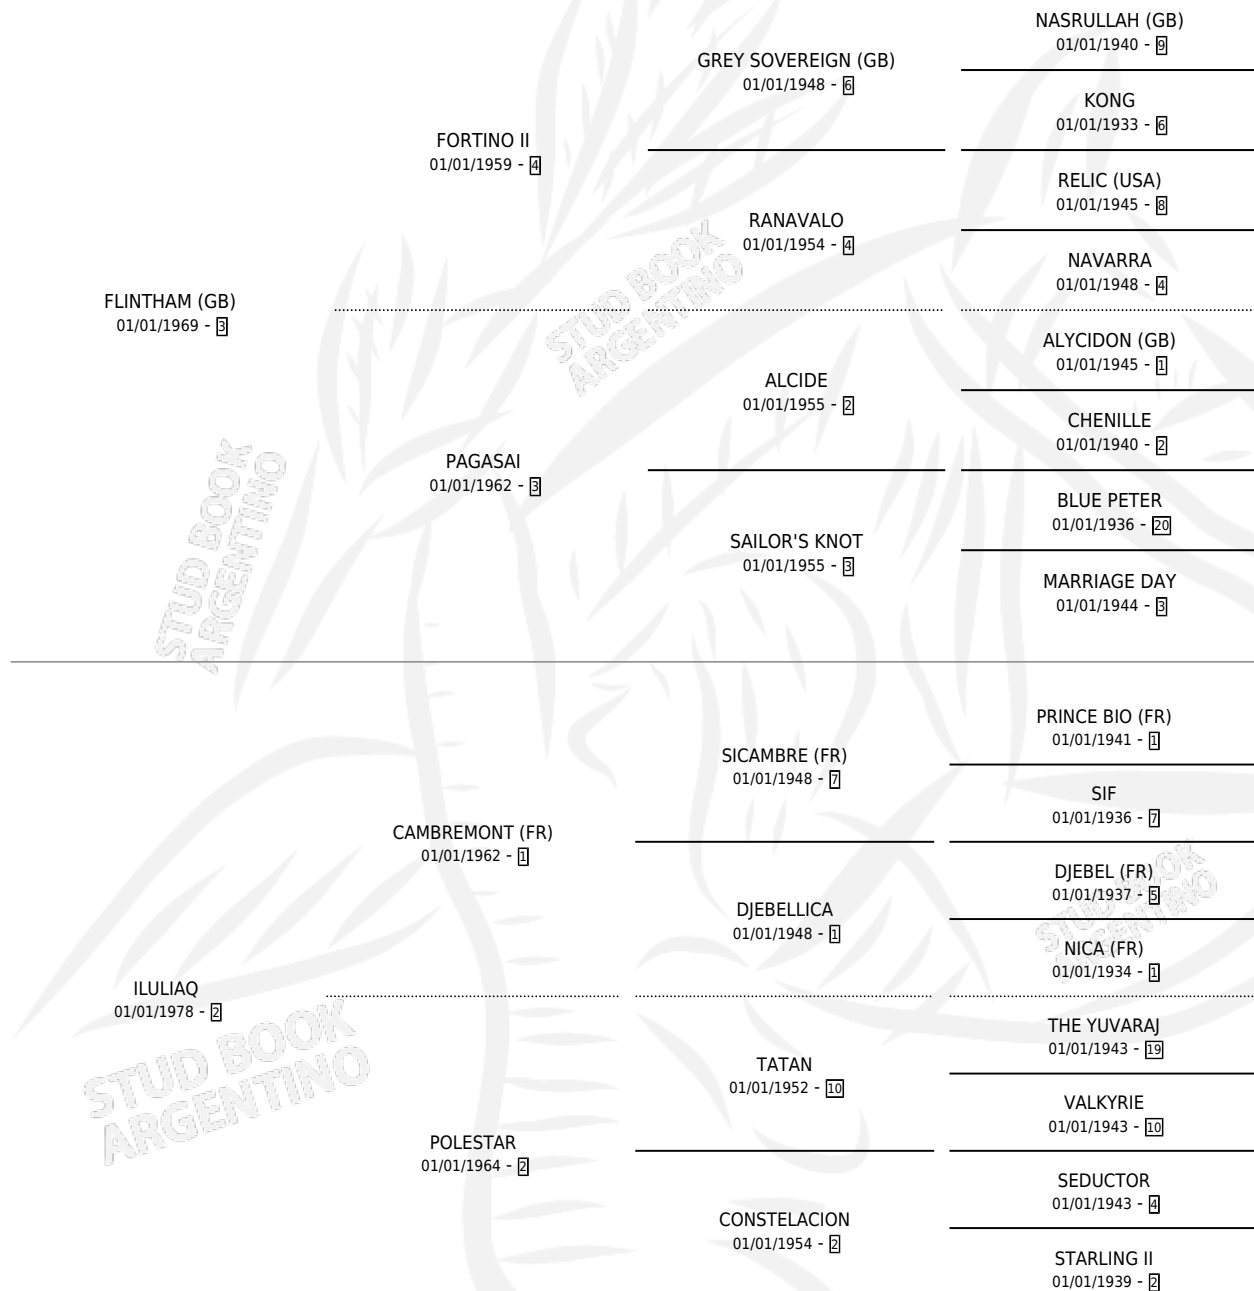 NASRULLAH (GB)
01/01/1940 - 9
GREY SOVEREIGN (GB)
01/01/1948 - 6
KONG
01/01/1933 - 6
FORTINO II
01/01/1959 - 4
RELIC (USA)
01/01/1945 - 8
RANAVALO
01/01/1954 - 4
NAVARRA
01/01/1948 - 4
FLINTHAM (GB)
01/01/1969 - 3
ALYCIDON (GB)
01/01/1945 - 1
ALCIDE
01/01/1955 - 2
CHENILLE
01/01/1940 - 2
PAGASAI
01/01/1962 - 3
BLUE PETER
01/01/1936 - 20
SAILOR'S KNOT
01/01/1955 - 3
MARRIAGE DAY
01/01/1944 - 3
PRINCE BIO (FR)
01/01/1941 - 1
SICAMBRE (FR)
01/01/1948 - 7
SIF
01/01/1936 - 7
CAMBREMONT (FR)
01/01/1962 - 1
DJEBEL (FR)
01/01/1937 - 5
DJEBELLICA
01/01/1948 - 1
NICA (FR)
01/01/1934 - 1
ILULIAQ
01/01/1978 - 2
THE YUVARAJ
01/01/1943 - 19
TATAN
01/01/1952 - 10
VALKYRIE
01/01/1943 - 10
POLESTAR
01/01/1964 - 2
SEDUCTOR
01/01/1943 - 4
CONSTELACION
01/01/1954 - 2
STARLING II
01/01/1939 - 2
STUD BOOK
ARGENTINO
STUD BOOK
ARGENTINO
STUD BOOK
ARGENTINO
STUD BOOK
ARGENTINO